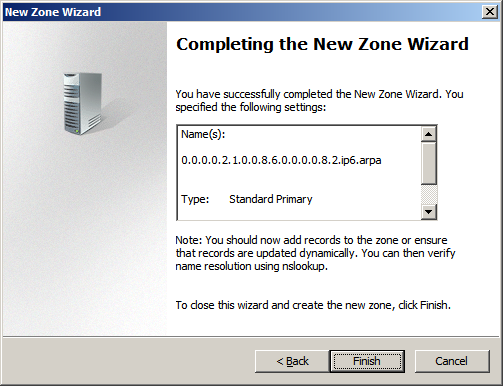 New Zone Wizard
Completing the New Zone Wizard
You have successfully completed the New Zone Wizard. You
specified the following settings:
Name(s):
0.0.0.0.2.1.0.0.8.6.0.0.0.0.8.2.ip6.arpa
Type: Standard Primary
Note: You should now add records to the zone or ensure
that records are updated dynamically. You can then verify
name resolution using nslookup.
To close this wizard and create the new zone, click Finish.
< Back Finish Cancel